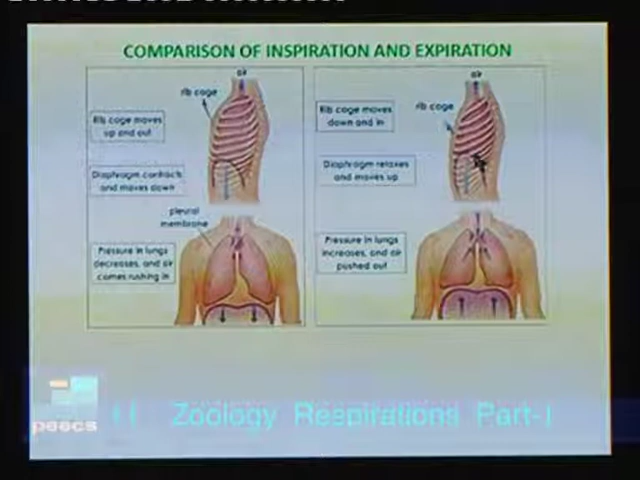 COMPARISON OF INSPIRATION AND EXPIRATION
air
rib cage
Rib cage moves
up and out
Diaphragm contracts
and moves down
pleural
membrane
Pressure in lungs
decreases, and air
comes rushing in
air
rib cage
Rib cage moves
down and in
Diaphragm relaxes
and moves up
Pressure in lungs
increases, and air
pushed out
peecs
11 Zoology Respirations Part-I